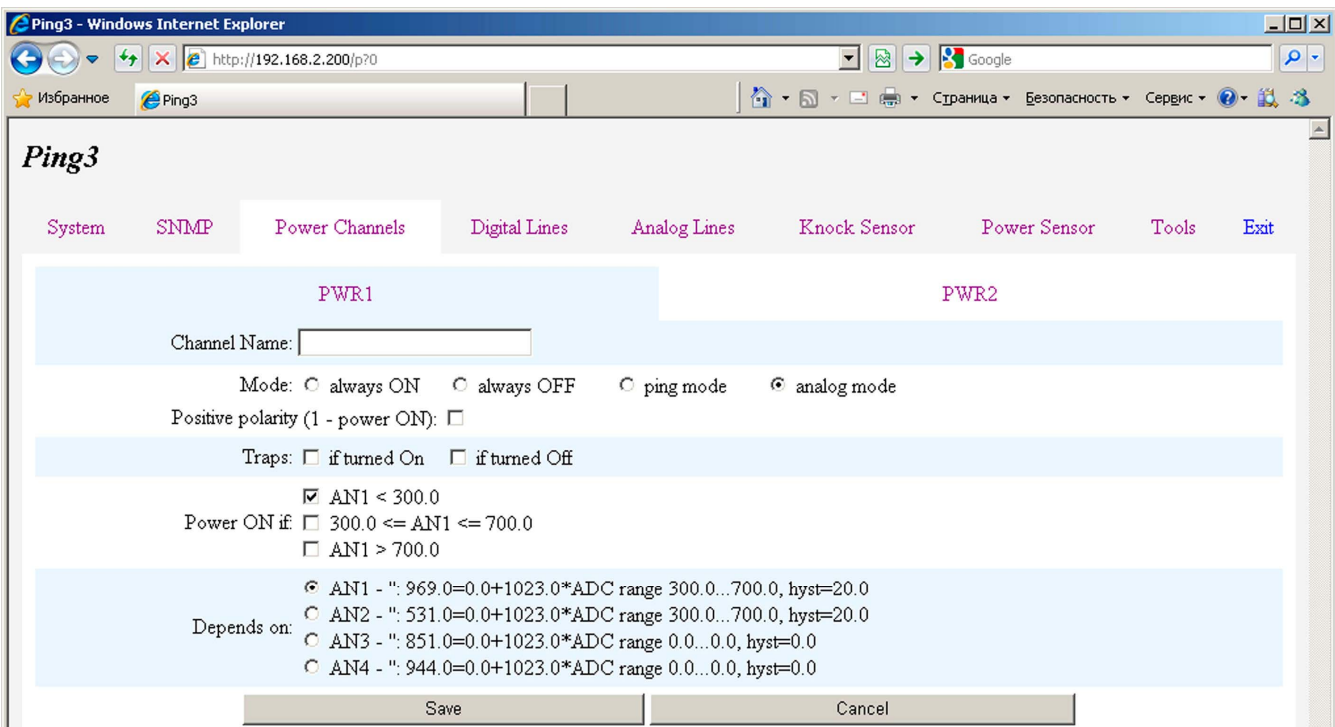 Ping3 - Windows Internet Explorer
http://192.168.2.200/p?0
Google
Избранное Ping3 Страница Безопасность Сервис
Ping3
System SNMP Power Channels Digital Lines Analog Lines Knock Sensor Power Sensor Tools Exit
PWR1 PWR2
Channel Name:
Mode: always ON always OFF ping mode analog mode
Positive polarity (1 - power ON):
Traps: if turned On if turned Off
AN1 < 300.0
Power ON if: 300.0 <= AN1 <= 700.0
AN1 > 700.0
AN1 - '': 969.0=0.0+1023.0*ADC range 300.0...700.0, hyst=20.0
AN2 - '': 531.0=0.0+1023.0*ADC range 300.0...700.0, hyst=20.0
Depends on:
AN3 - '': 851.0=0.0+1023.0*ADC range 0.0...0.0, hyst=0.0
AN4 - '': 944.0=0.0+1023.0*ADC range 0.0...0.0, hyst=0.0
Save Cancel